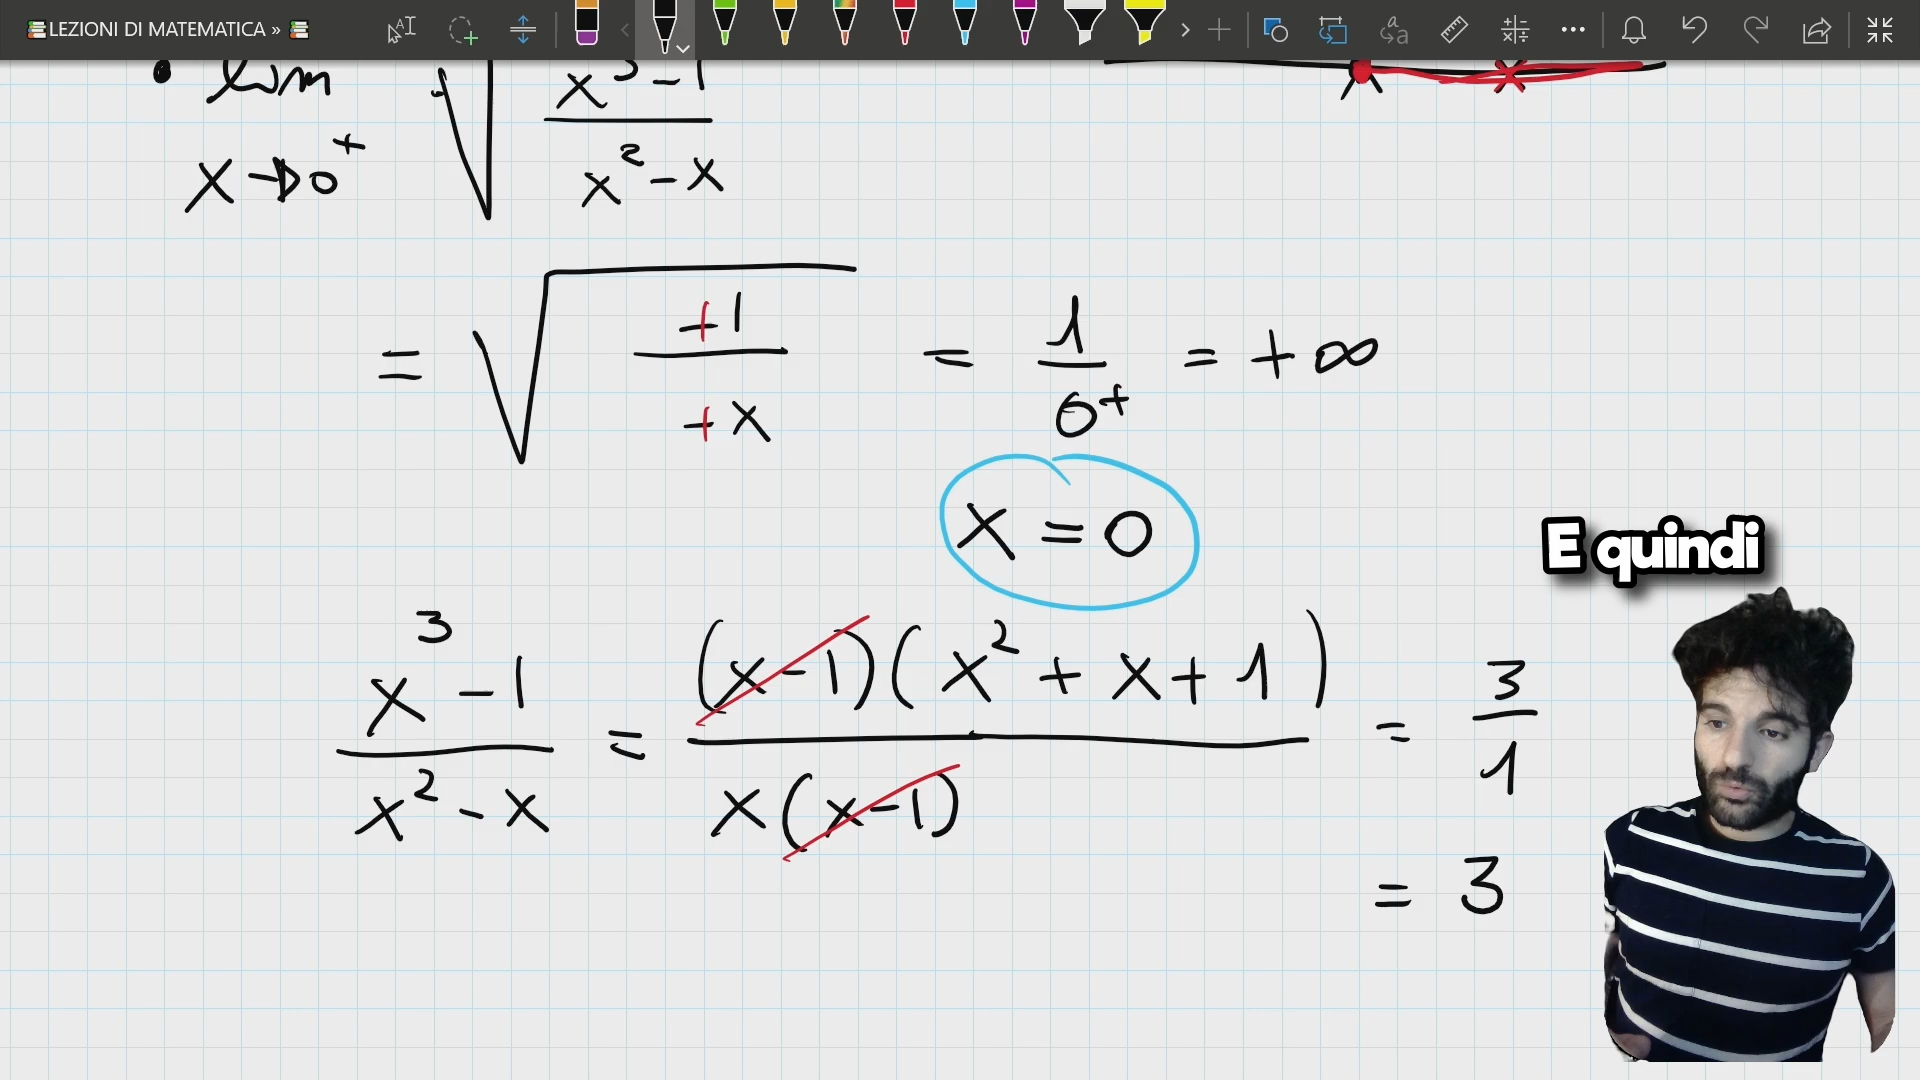 LEZIONI DI MATEMATICA »
• lim √ x³ - 1 / x² - x
x → 0⁺
= √ +1 / +x = 1 / 0⁺ = + ∞
x = 0
E quindi
x³ - 1 / x² - x = (x - 1)(x² + x + 1) / x(x - 1) = 3 / 1
= 3